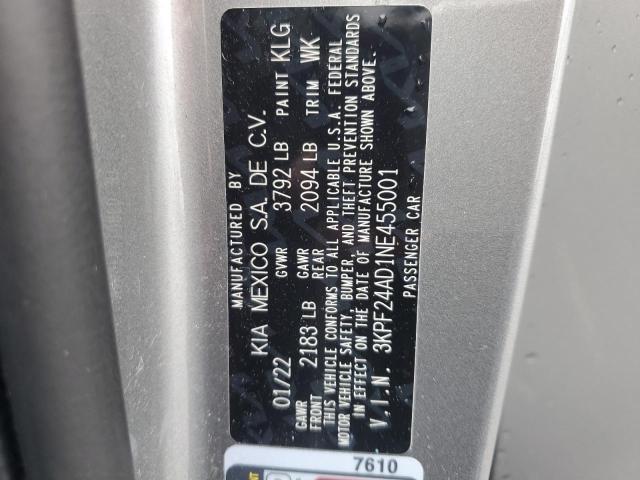 MANUFACTURED BY
KIA MEXICO S.A. DE C.V.
01/22 GVWR 3792 LB PAINT KLG
GAWR FRONT 2183 LB GAWR REAR 2094 LB TRIM WK
THIS VEHICLE CONFORMS TO ALL APPLICABLE U.S.A. FEDERAL
MOTOR VEHICLE SAFETY, BUMPER, AND THEFT PREVENTION STANDARDS
IN EFFECT ON THE DATE OF MANUFACTURE SHOWN ABOVE.
V.I.N. 3KPF24AD1NE455001
PASSENGER CAR
7610